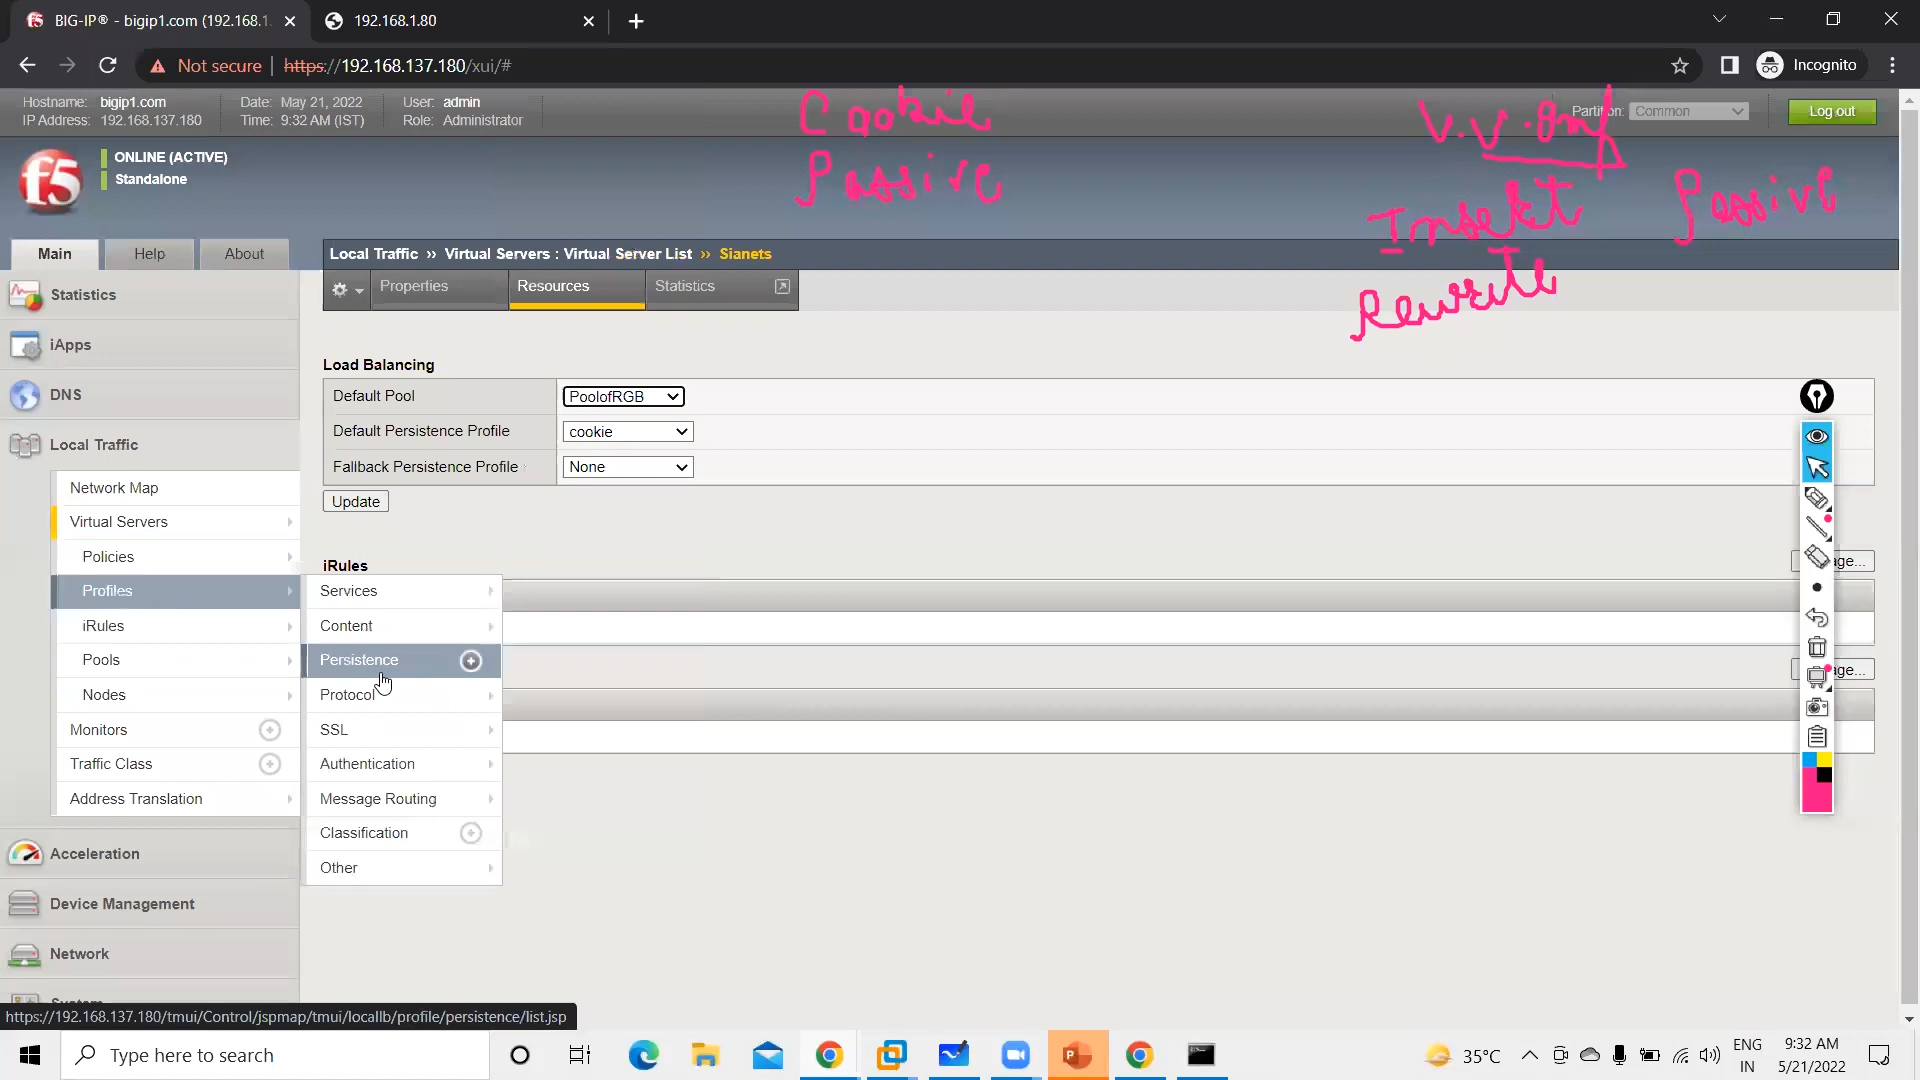 BIG-IP® - bigip1.com (192.168.1.
192.168.1.80
Not secure
https://192.168.137.180/xui/#
Incognito
Hostname: bigip1.com
IP Address: 192.168.137.180
Date: May 21, 2022
Time: 9:32 AM (IST)
User: admin
Role: Administrator
Partition: Common
Log out
Cookie
Passive
V.V.Imp
Insert
Passive
Rewrite
f5
ONLINE (ACTIVE)
Standalone
Main
Help
About
Local Traffic ›› Virtual Servers : Virtual Server List ›› Sianets
Properties
Resources
Statistics
Statistics
iApps
DNS
Local Traffic
Network Map
Virtual Servers
Policies
Profiles
iRules
Pools
Nodes
Monitors
Traffic Class
Address Translation
Acceleration
Device Management
Network
System
Services
Content
Persistence
Protocol
SSL
Authentication
Message Routing
Classification
Other
Load Balancing
Default Pool
PoolofRGB
Default Persistence Profile
cookie
Fallback Persistence Profile
None
Update
iRules
age...
age...
https://192.168.137.180/tmui/Control/jspmap/tmui/locallb/profile/persistence/list.jsp
Type here to search
35°C
ENG
IN
9:32 AM
5/21/2022